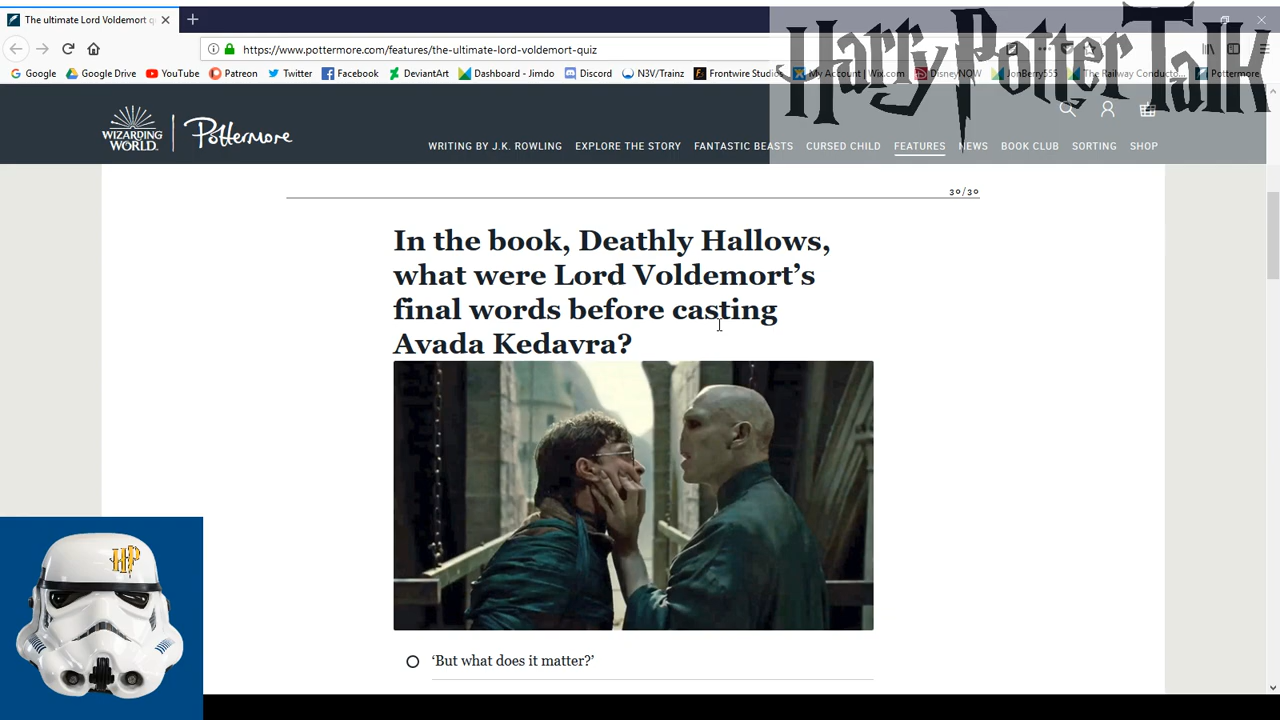 The ultimate Lord Voldemort q
https://www.pottermore.com/features/the-ultimate-lord-voldemort-quiz
Harry Potter Talk
Google Google Drive YouTube Patreon Twitter Facebook DeviantArt Dashboard - Jimdo Discord N3V/Trainz Frontwire Studios My Account | Wix.com DisneyNOW JonBerry555 The Railway Conducto... Pottermore
WIZARDING WORLD Pottermore
WRITING BY J.K. ROWLING EXPLORE THE STORY FANTASTIC BEASTS CURSED CHILD FEATURES NEWS BOOK CLUB SORTING SHOP
30/30
In the book, Deathly Hallows,
what were Lord Voldemort’s
final words before casting
Avada Kedavra?
HP
‘But what does it matter?’